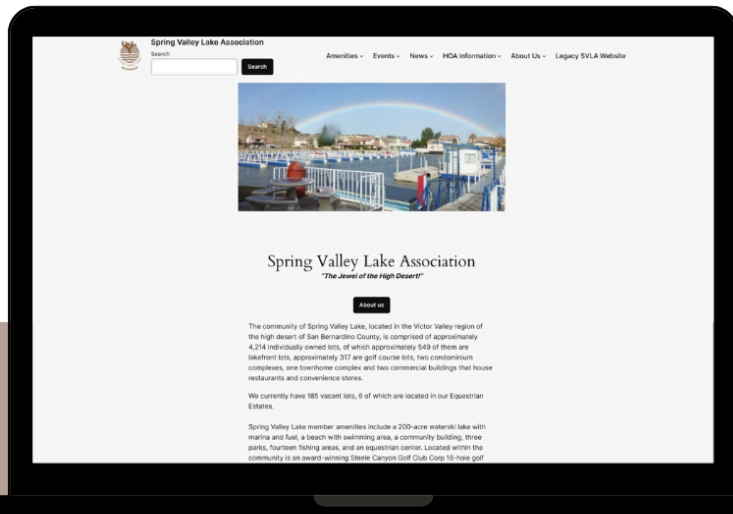 Spring Valley Lake Association
Search
Search
Amenities
Events
News
HOA Information
About Us
Legacy SVLA Website
Spring Valley Lake Association
"The Jewel of the High Desert!"
About us
The community of Spring Valley Lake, located in the Victor Valley region of
the high desert of San Bernardino County, is comprised of approximately
4,214 individually owned lots, of which approximately 549 of them are
lakefront lots, approximately 317 are golf course lots, two condominium
complexes, one townhome complex and two commercial buildings that house
restaurants and convenience stores.
We currently have 185 vacant lots, 6 of which are located in our Equestrian
Estates.
Spring Valley Lake member amenities include a 200-acre waterski lake with
marina and fuel, a beach with swimming area, a community building, three
parks, fourteen fishing areas, and an equestrian center. Located within the
community is an award-winning Steele Canyon Golf Club Corp 18-hole golf